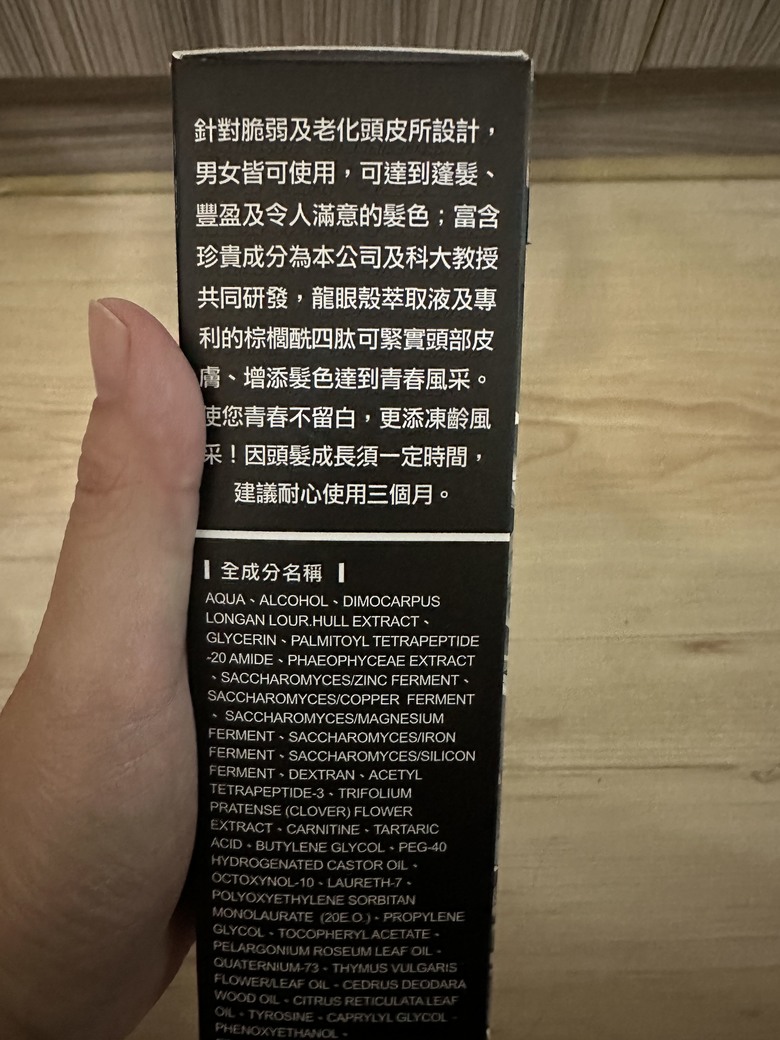 針對脆弱及老化頭皮所設計，
男女皆可使用，可達到蓬髮、
豐盈及令人滿意的髮色；富含
珍貴成分為本公司及科大教授
共同研發，龍眼殼萃取液及專
利的棕櫚酰四肽可緊實頭部皮
膚、增添髮色達到青春風采。
使您青春不留白，更添凍齡風
采！因頭髮成長須一定時間，
建議耐心使用三個月。
全成分名稱
AQUA、ALCOHOL、DIMOCARPUS
LONGAN LOUR.HULL EXTRACT、
GLYCERIN、PALMITOYL TETRAPEPTIDE
-20 AMIDE、PHAEOPHYCEAE EXTRACT
、SACCHAROMYCES/ZINC FERMENT、
SACCHAROMYCES/COPPER FERMENT
、SACCHAROMYCES/MAGNESIUM
FERMENT、SACCHAROMYCES/IRON
FERMENT、SACCHAROMYCES/SILICON
FERMENT、DEXTRAN、ACETYL
TETRAPEPTIDE-3、TRIFOLIUM
PRATENSE (CLOVER) FLOWER
EXTRACT、CARNITINE、TARTARIC
ACID、BUTYLENE GLYCOL、PEG-40
HYDROGENATED CASTOR OIL、
OCTOXYNOL-10、LAURETH-7、
POLYOXYETHYLENE SORBITAN
MONOLAURATE (20E.O.)、PROPYLENE
GLYCOL、TOCOPHERYL ACETATE、
PELARGONIUM ROSEUM LEAF OIL、
QUATERNIUM-73、THYMUS VULGARIS
FLOWER/LEAF OIL、CEDRUS DEODARA
WOOD OIL、CITRUS RETICULATA LEAF
OIL、TYROSINE、CAPRYLYL GLYCOL、
PHENOXYETHANOL、